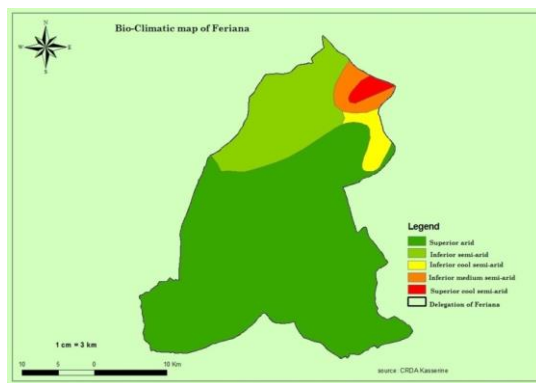 Bio-Climatic map of Feriana
N
W
E
S
Legend
Superior arid
Inferior semi-arid
Inferior cool semi-arid
Inferior medium semi-arid
Superior cool semi-arid
Delegation of Feriana
1 cm = 3 km
10 5 0 10 Km
source CRDA Kasserine